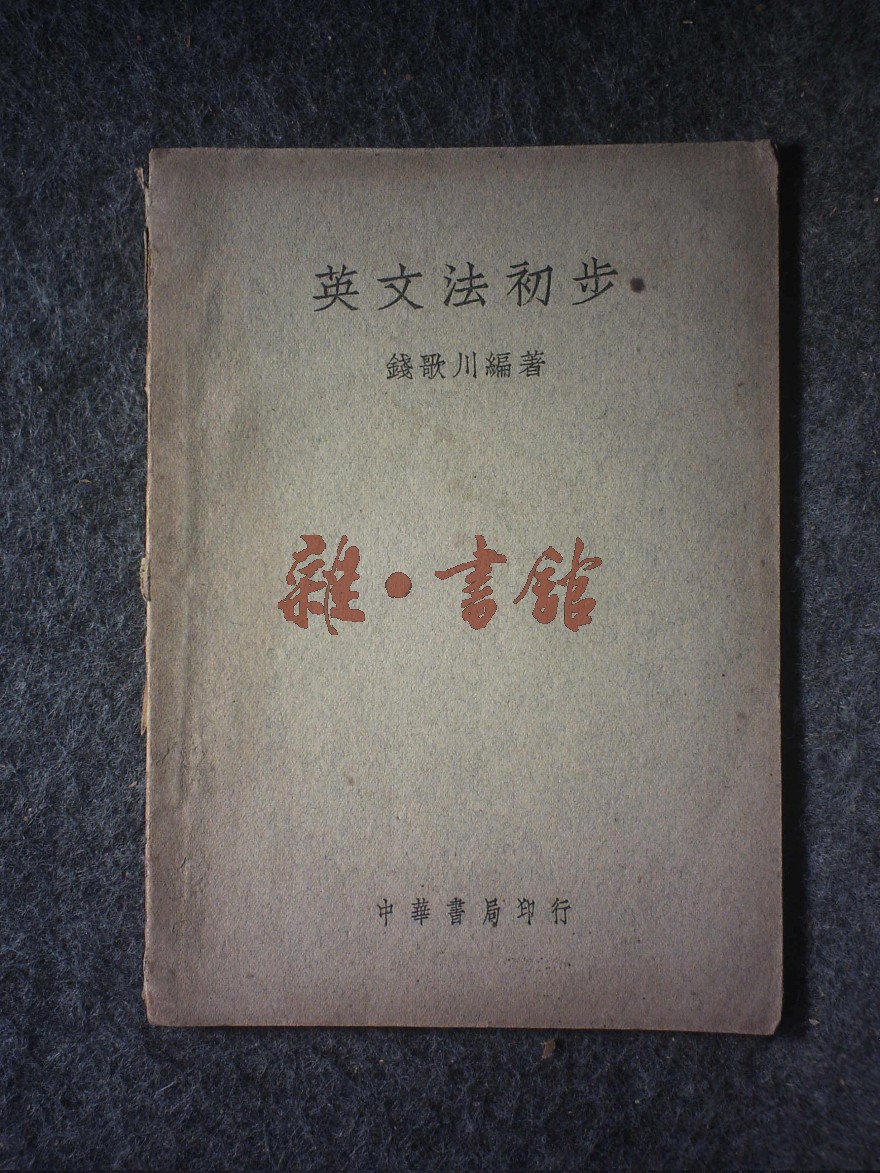 英文法初步
錢歌川編著
雜·書館
中華書局印行